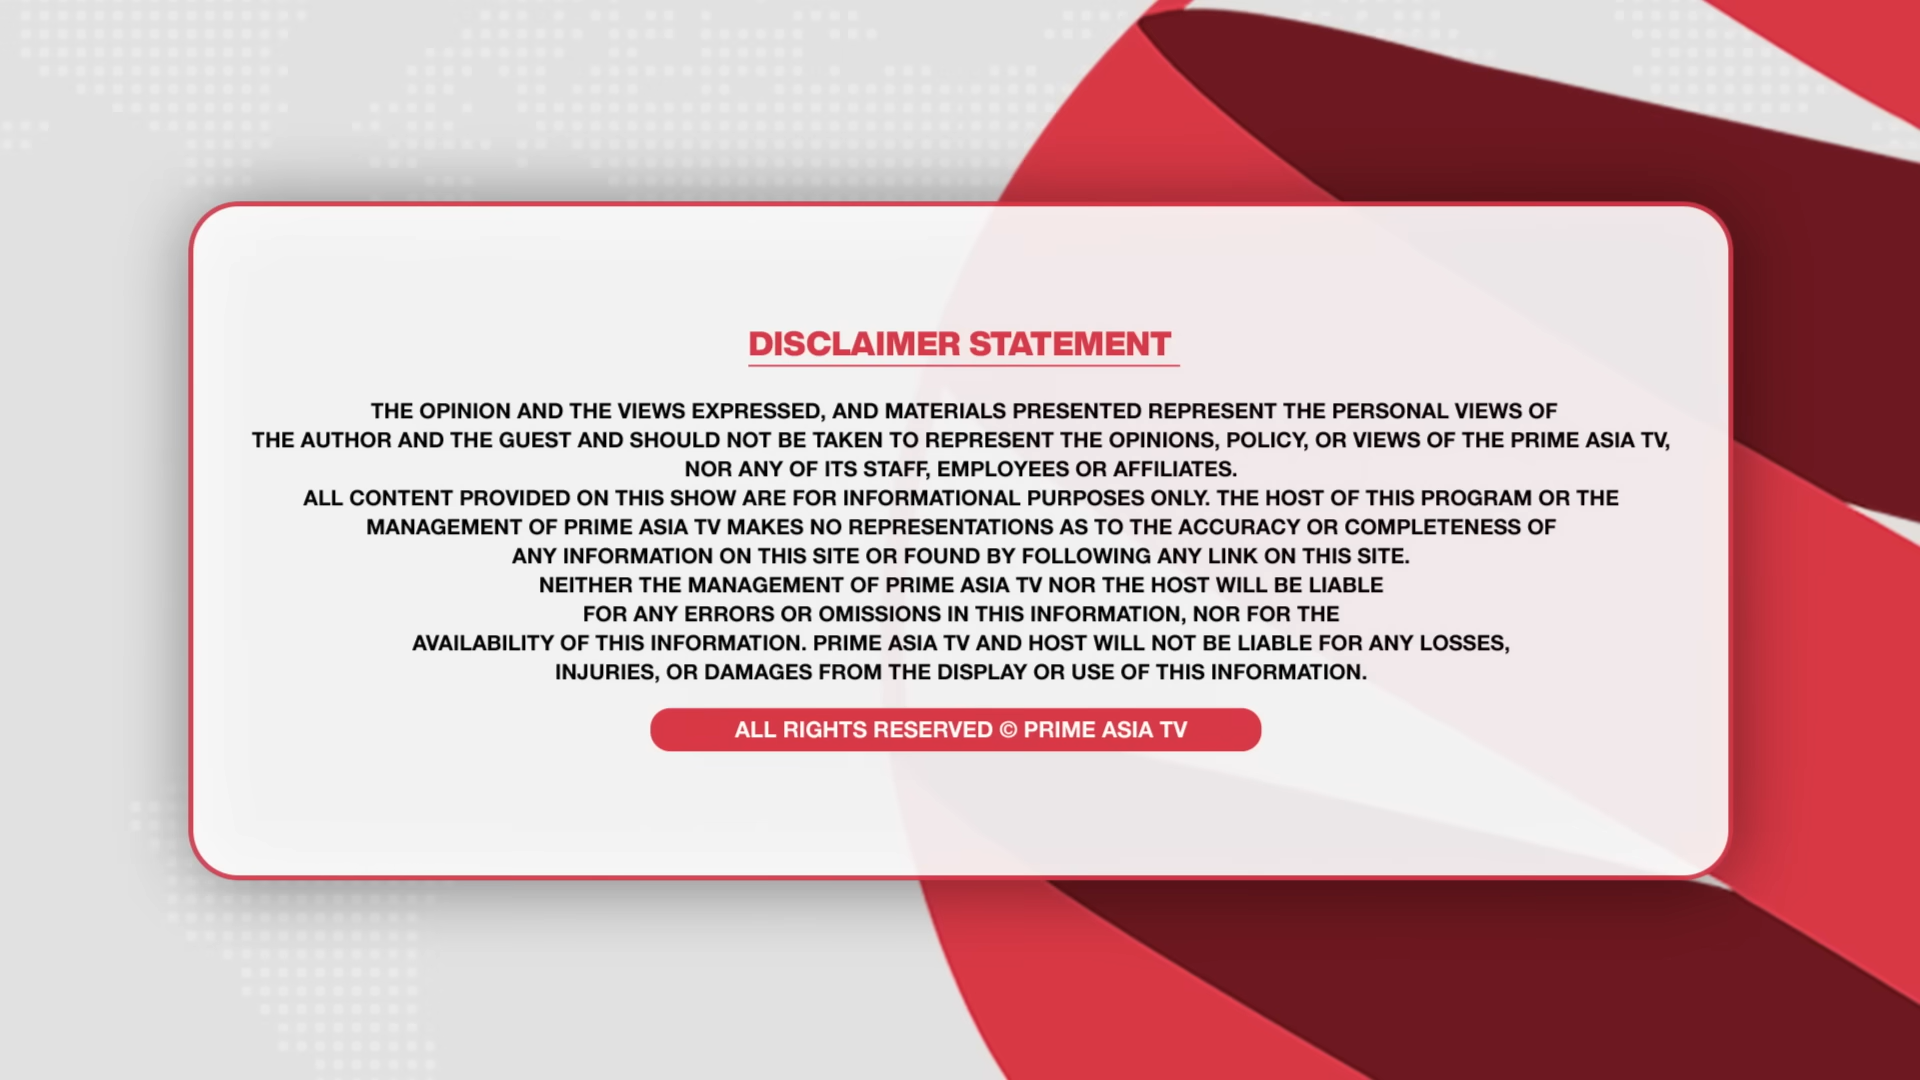 DISCLAIMER STATEMENT
THE OPINION AND THE VIEWS EXPRESSED, AND MATERIALS PRESENTED REPRESENT THE PERSONAL VIEWS OF
THE AUTHOR AND THE GUEST AND SHOULD NOT BE TAKEN TO REPRESENT THE OPINIONS, POLICY, OR VIEWS OF THE PRIME ASIA TV,
NOR ANY OF ITS STAFF, EMPLOYEES OR AFFILIATES.
ALL CONTENT PROVIDED ON THIS SHOW ARE FOR INFORMATIONAL PURPOSES ONLY. THE HOST OF THIS PROGRAM OR THE
MANAGEMENT OF PRIME ASIA TV MAKES NO REPRESENTATIONS AS TO THE ACCURACY OR COMPLETENESS OF
ANY INFORMATION ON THIS SITE OR FOUND BY FOLLOWING ANY LINK ON THIS SITE.
NEITHER THE MANAGEMENT OF PRIME ASIA TV NOR THE HOST WILL BE LIABLE
FOR ANY ERRORS OR OMISSIONS IN THIS INFORMATION, NOR FOR THE
AVAILABILITY OF THIS INFORMATION. PRIME ASIA TV AND HOST WILL NOT BE LIABLE FOR ANY LOSSES,
INJURIES, OR DAMAGES FROM THE DISPLAY OR USE OF THIS INFORMATION.
ALL RIGHTS RESERVED © PRIME ASIA TV